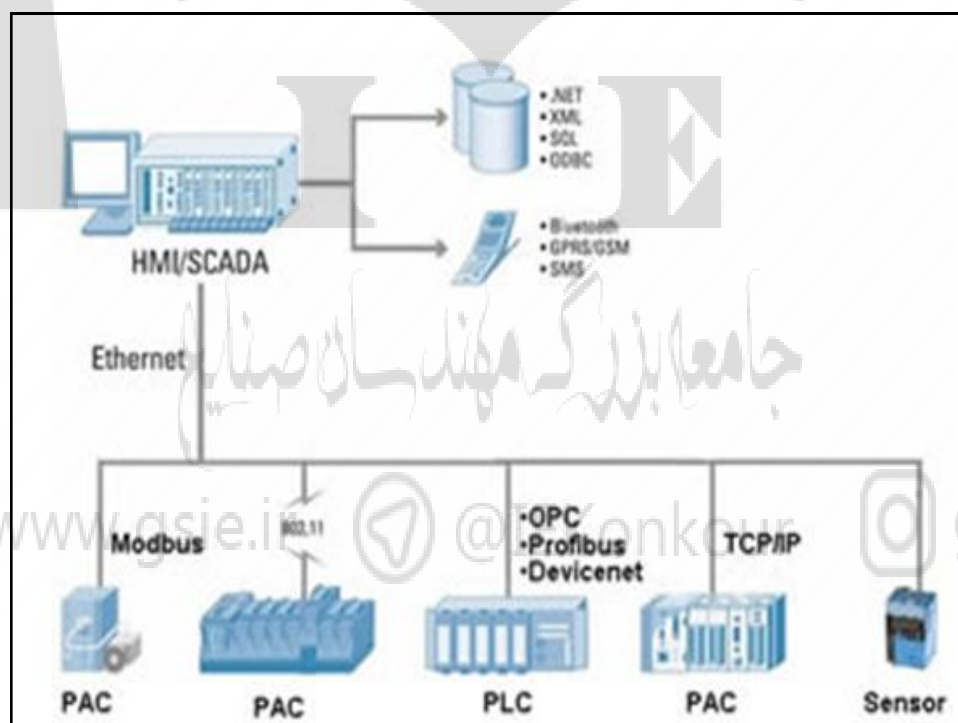 •.NET
•XML
•SQL
•ODBC
•Bluetooth
•GPRS/GSM
•SMS
HMI/SCADA
Ethernet
جامعه بزرگ مهندسان صنایع
www.gsie.ir
Modbus
802.11
@IEKonkour
•OPC
•Profibus
•Devicenet
TCP/IP
PAC
PAC
PLC
PAC
Sensor